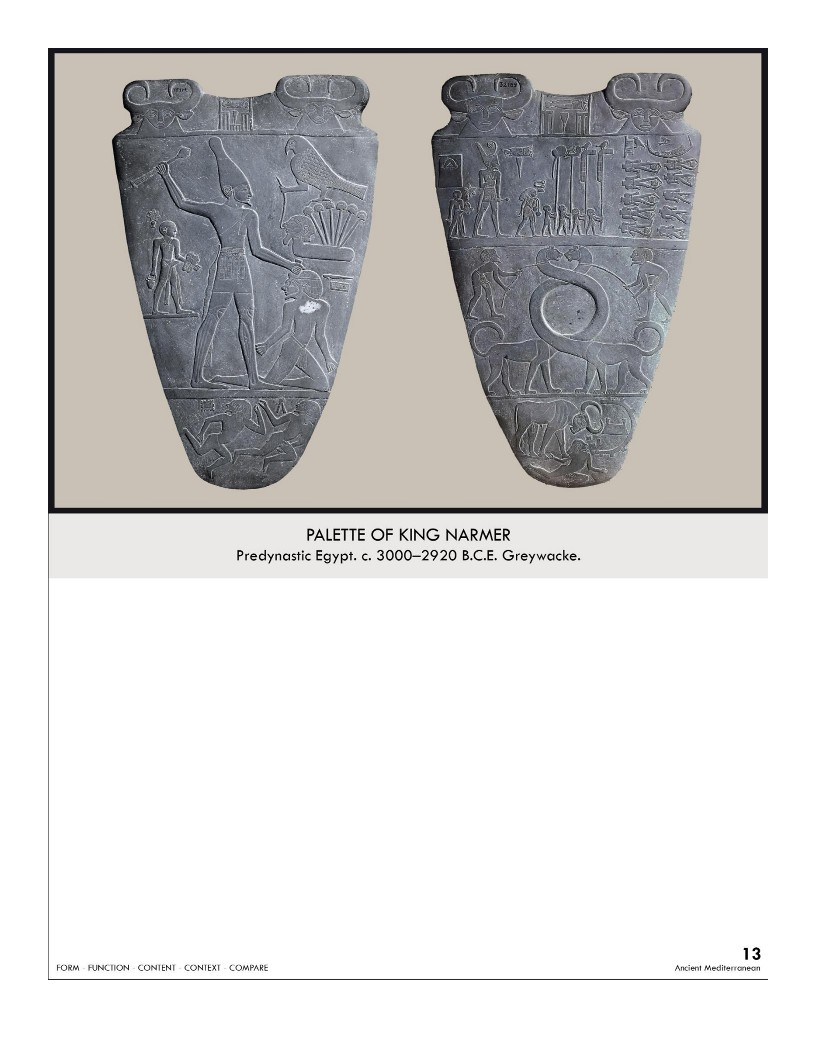 PALETTE OF KING NARMER
Predynastic Egypt. c. 3000–2920 B.C.E. Greywacke.
13
FORM · FUNCTION · CONTENT · CONTEXT · COMPARE
Ancient Mediterranean